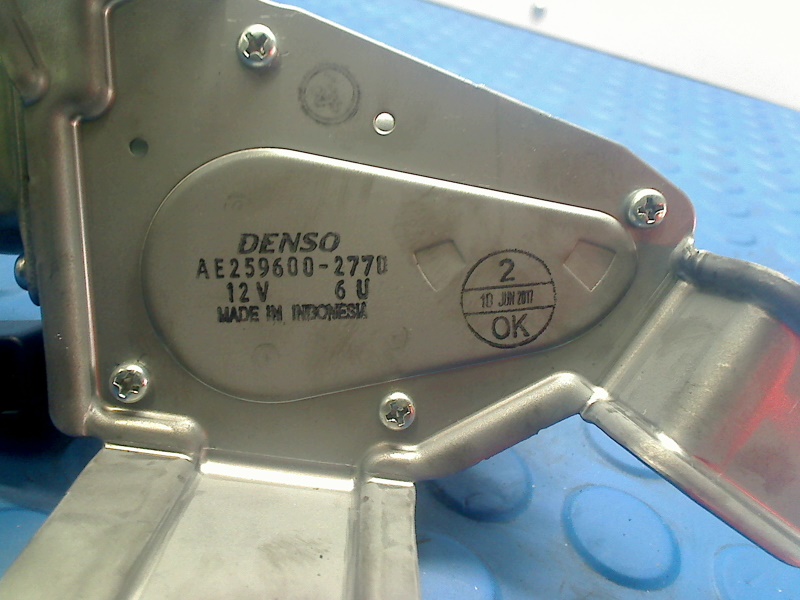 DENSO
AE259600-2770
12V 6U
MADE IN INDONESIA
2
10 JUN 2017
OK